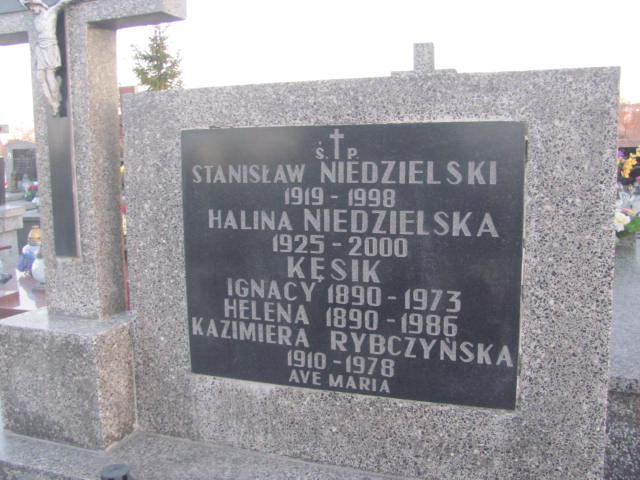 Ś. P.
STANISŁAW NIEDZIELSKI
1919 - 1998
HALINA NIEDZIELSKA
1925 - 2000
KĘSIK
IGNACY 1890 - 1973
HELENA 1890 - 1986
KAZIMIERA RYBCZYŃSKA
1910 - 1978
AVE MARIA